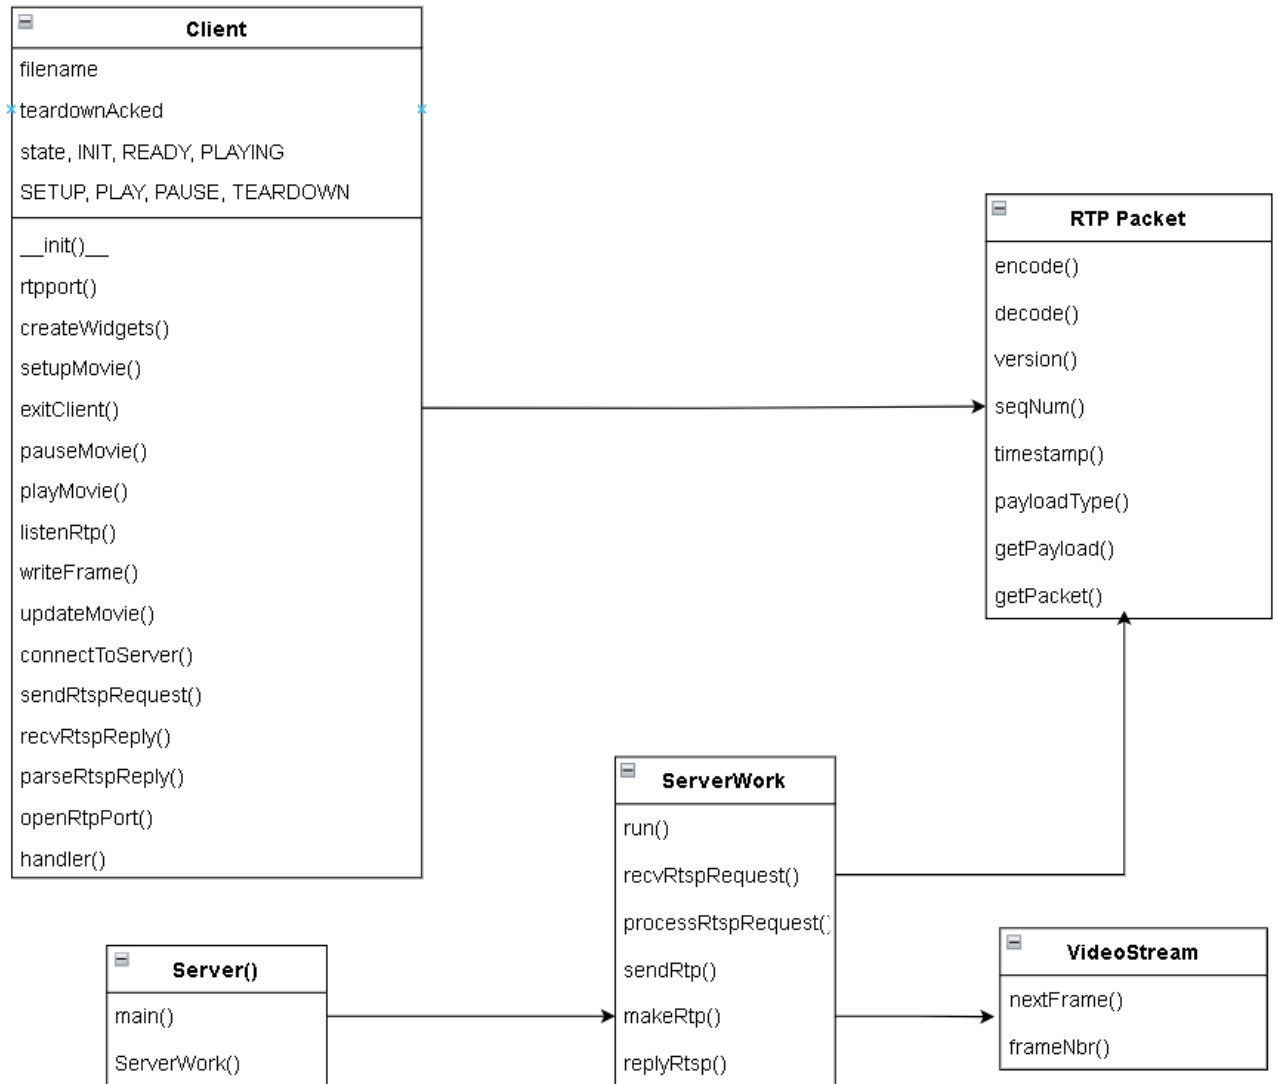 Client
filename
teardownAcked
state, INIT, READY, PLAYING
SETUP, PLAY, PAUSE, TEARDOWN
__init()__
rtpport()
createWidgets()
setupMovie()
exitClient()
pauseMovie()
playMovie()
listenRtp()
writeFrame()
updateMovie()
connectToServer()
sendRtspRequest()
recvRtspReply()
parseRtspReply()
openRtpPort()
handler()
RTP Packet
encode()
decode()
version()
seqNum()
timestamp()
payloadType()
getPayload()
getPacket()
ServerWork
run()
recvRtspRequest()
processRtspRequest()
sendRtp()
makeRtp()
replyRtsp()
Server()
main()
ServerWork()
VideoStream
nextFrame()
frameNbr()